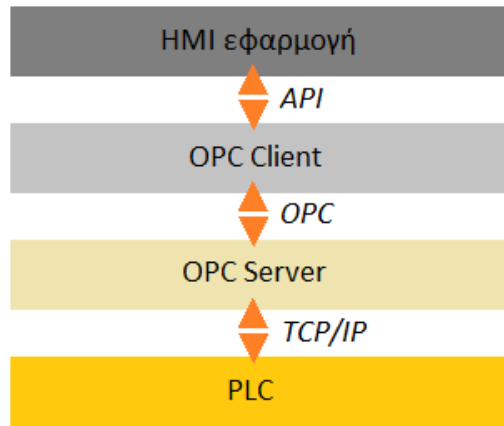 HMI εφαρμογή
API
OPC Client
OPC
OPC Server
TCP/IP
PLC